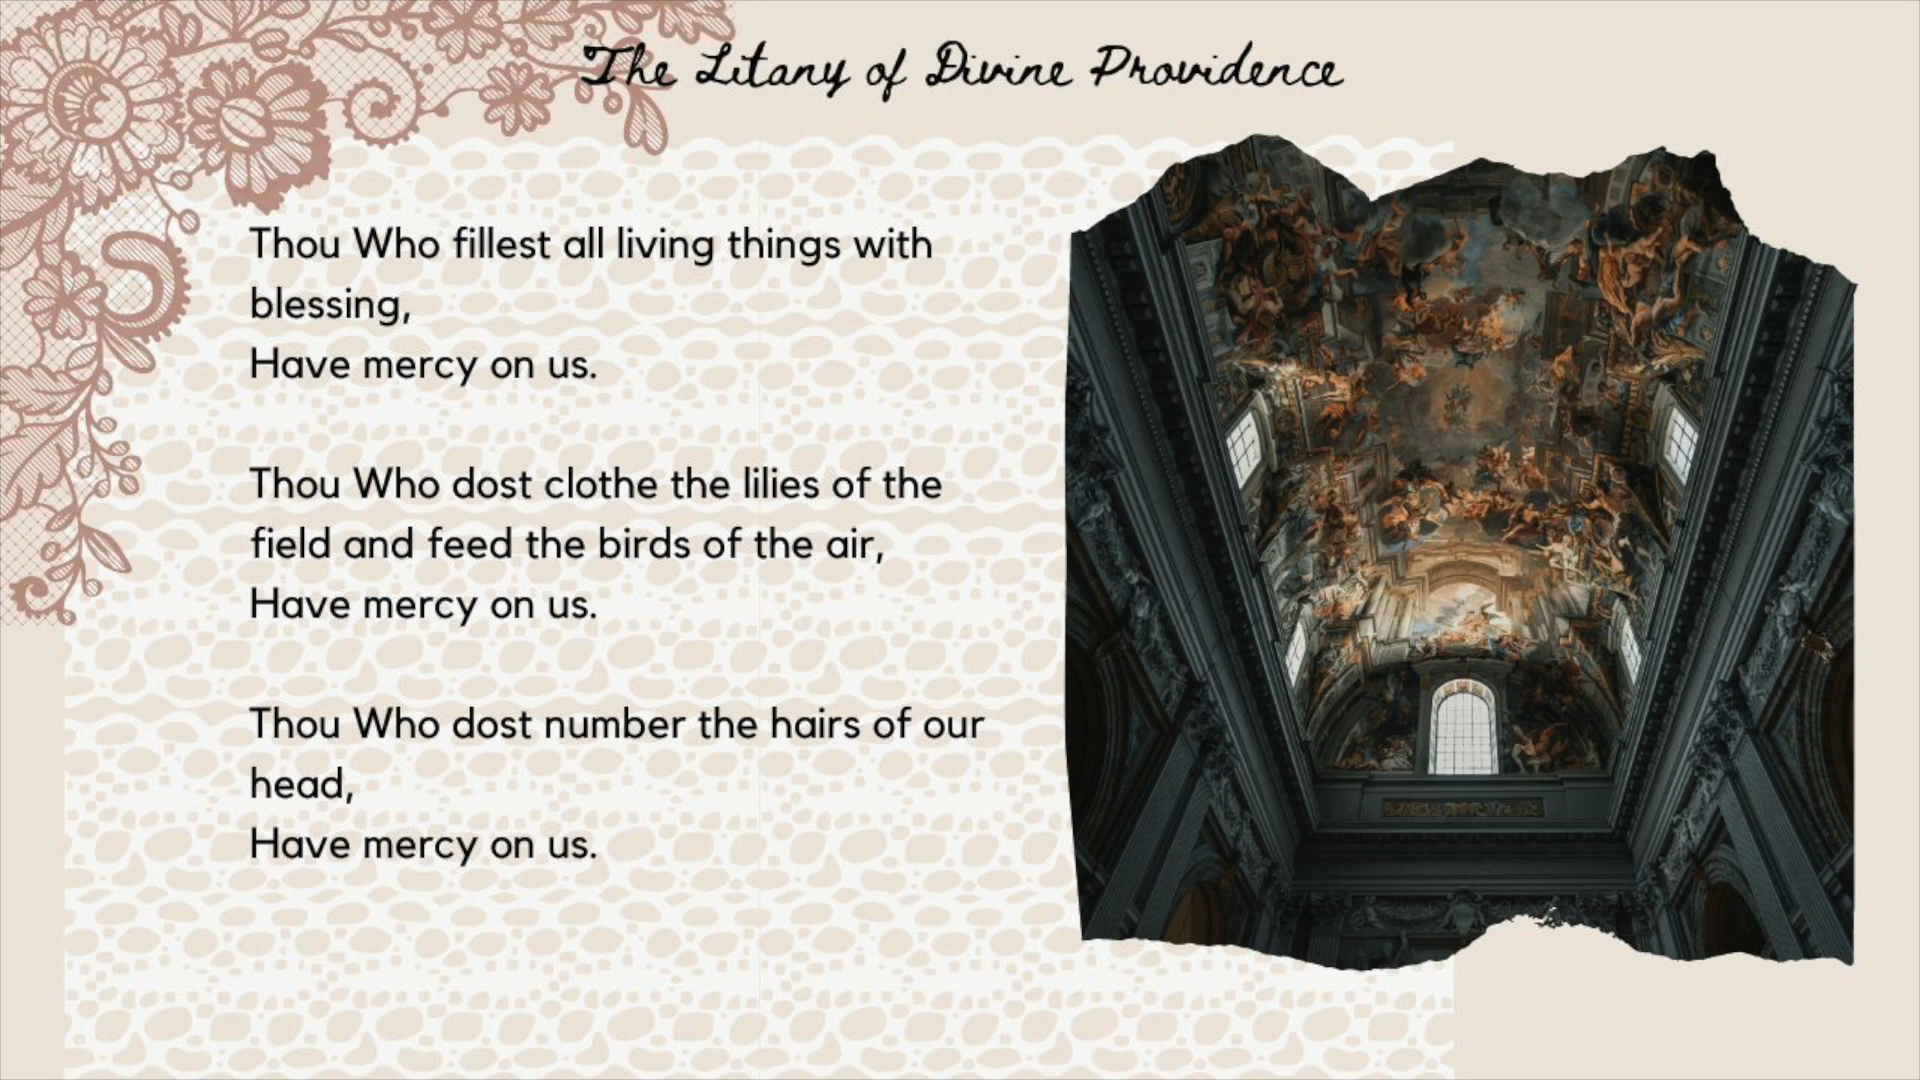 The Litany of Divine Providence
Thou Who fillest all living things with
blessing,
Have mercy on us.
Thou Who dost clothe the lilies of the
field and feed the birds of the air,
Have mercy on us.
Thou Who dost number the hairs of our
head,
Have mercy on us.